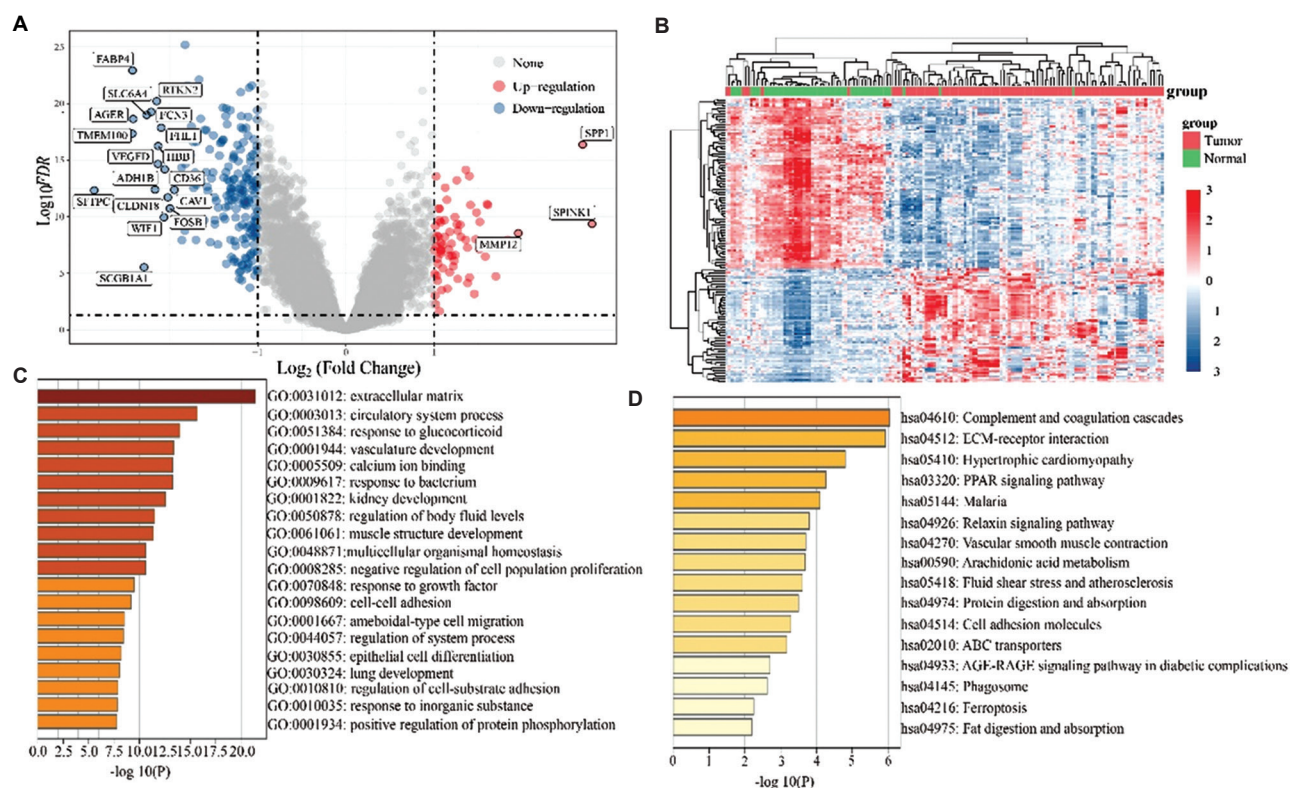 A
25
20
15
10
5
0
Log10FDR
FABP4
RTKN2
SLC6A4
AGER
FCN3
TMEM100
FHL1
VEGFD
HBB
ADH1B
CD36
SFTPC
CAV1
CLDN18
FOSB
WIF1
SCGB1A1
None
Up-regulation
Down-regulation
SPP1
SPINK1
MMP12
-1
0
1
Log2 (Fold Change)
B
group
group
Tumor
Normal
3
2
1
0
1
2
3
C
GO:0031012: extracellular matrix
GO:0003013: circulatory system process
GO:0051384: response to glucocorticoid
GO:0001944: vasculature development
GO:0005509: calcium ion binding
GO:0009617: response to bacterium
GO:0001822: kidney development
GO:0050878: regulation of body fluid levels
GO:0061061: muscle structure development
GO:0048871:multicellular organismal homeostasis
GO:0008285: negative regulation of cell population proliferation
GO:0070848: response to growth factor
GO:0098609: cell-cell adhesion
GO:0001667: ameboidal-type cell migration
GO:0044057: regulation of system process
GO:0030855: epithelial cell differentiation
GO:0030324: lung development
GO:0010810: regulation of cell-substrate adhesion
GO:0010035: response to inorganic substance
GO:0001934: positive regulation of protein phosphorylation
0.0 2.5 5.0 7.5 10.0 12.5 15.0 17.5 20.0
-log 10(P)
D
hsa04610: Complement and coagulation cascades
hsa04512: ECM-receptor interaction
hsa05410: Hypertrophic cardiomyopathy
hsa03320: PPAR signaling pathway
hsa05144: Malaria
hsa04926: Relaxin signaling pathway
hsa04270: Vascular smooth muscle contraction
hsa00590: Arachidonic acid metabolism
hsa05418: Fluid shear stress and atherosclerosis
hsa04974: Protein digestion and absorption
hsa04514: Cell adhesion molecules
hsa02010: ABC transporters
hsa04933: AGE-RAGE signaling pathway in diabetic complications
hsa04145: Phagosome
hsa04216: Ferroptosis
hsa04975: Fat digestion and absorption
0 1 2 3 4 5 6
-log 10(P)